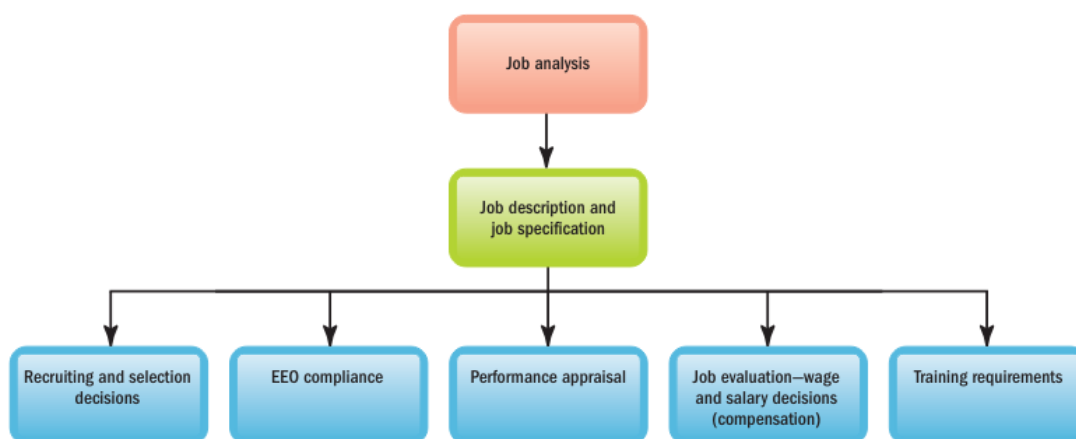 Job analysis
Job description and
job specification
Recruiting and selection
decisions
EEO compliance
Performance appraisal
Job evaluation—wage
and salary decisions
(compensation)
Training requirements